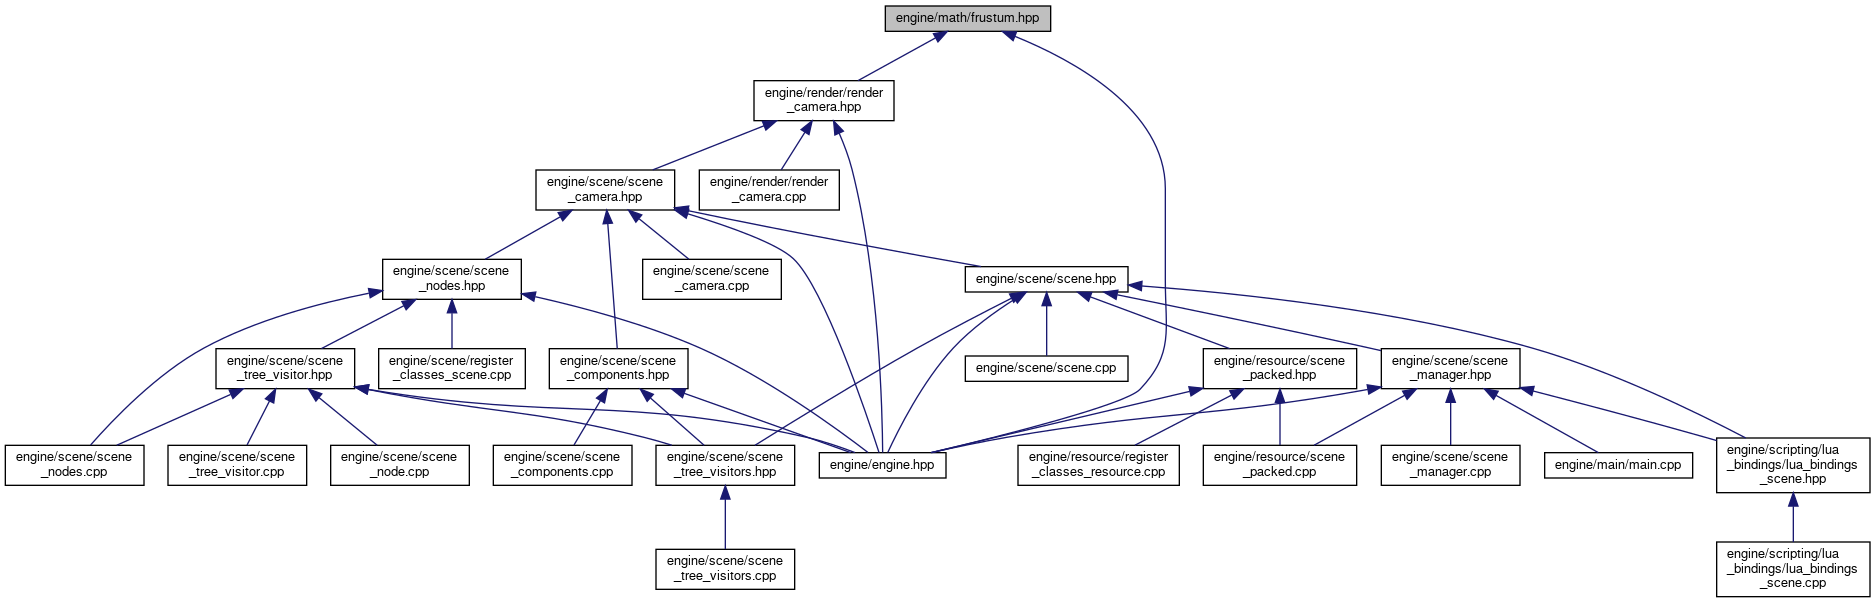 engine/math/frustum.hpp
engine/render/render
_camera.hpp
engine/scene/scene
_camera.hpp
engine/render/render
_camera.cpp
engine/scene/scene
_nodes.hpp
engine/scene/scene
_camera.cpp
engine/scene/scene.hpp
engine/scene/scene
_tree_visitor.hpp
engine/scene/register
_classes_scene.cpp
engine/scene/scene
_components.hpp
engine/scene/scene.cpp
engine/resource/scene
_packed.hpp
engine/scene/scene
_manager.hpp
engine/scene/scene
_nodes.cpp
engine/scene/scene
_tree_visitor.cpp
engine/scene/scene
_node.cpp
engine/scene/scene
_components.cpp
engine/scene/scene
_tree_visitors.hpp
engine/engine.hpp
engine/resource/register
_classes_resource.cpp
engine/resource/scene
_packed.cpp
engine/scene/scene
_manager.cpp
engine/main/main.cpp
engine/scripting/lua
_bindings/lua_bindings
_scene.hpp
engine/scene/scene
_tree_visitors.cpp
engine/scripting/lua
_bindings/lua_bindings
_scene.cpp